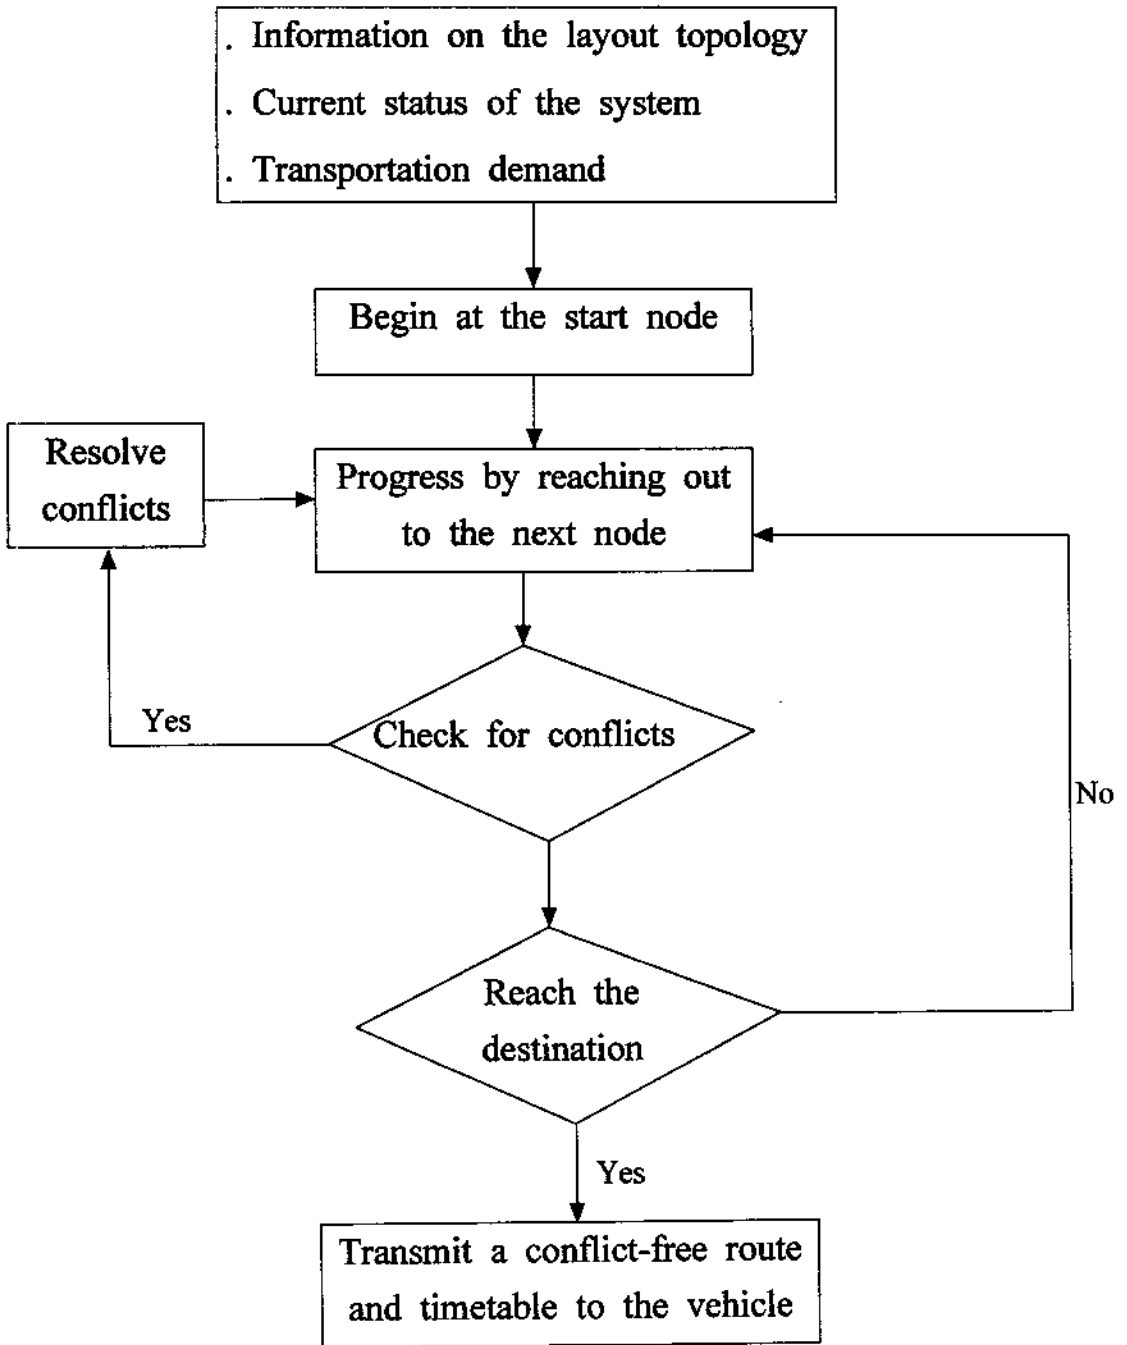 . Information on the layout topology
. Current status of the system
. Transportation demand
Begin at the start node
Resolve
conflicts
Progress by reaching out
to the next node
Yes
Check for conflicts
No
Reach the
destination
Yes
Transmit a conflict-free route
and timetable to the vehicle